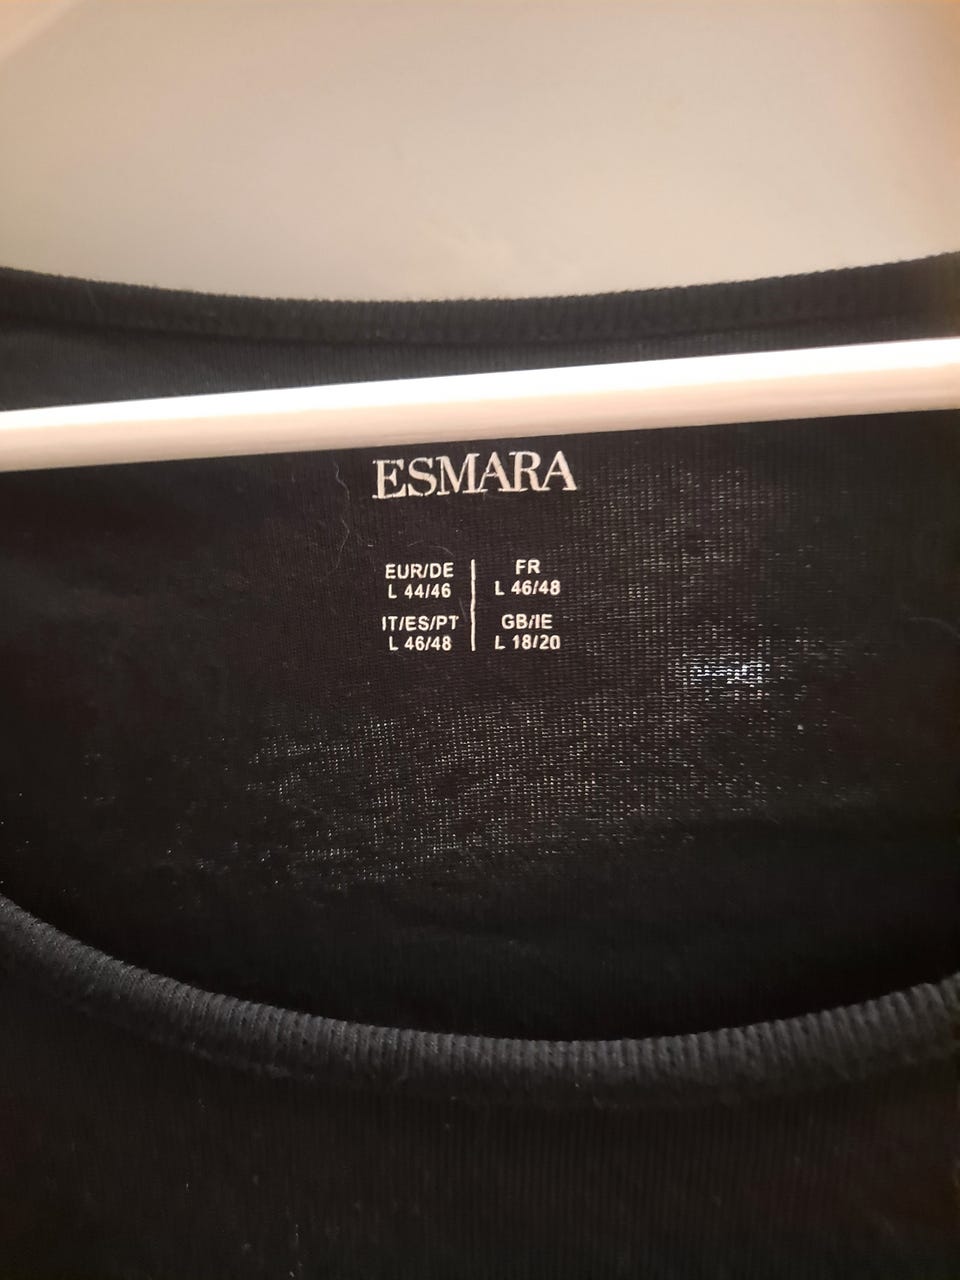 ESMARA
EUR/DE
L 44/46
FR
L 46/48
IT/ES/PT
L 46/48
GB/IE
L 18/20